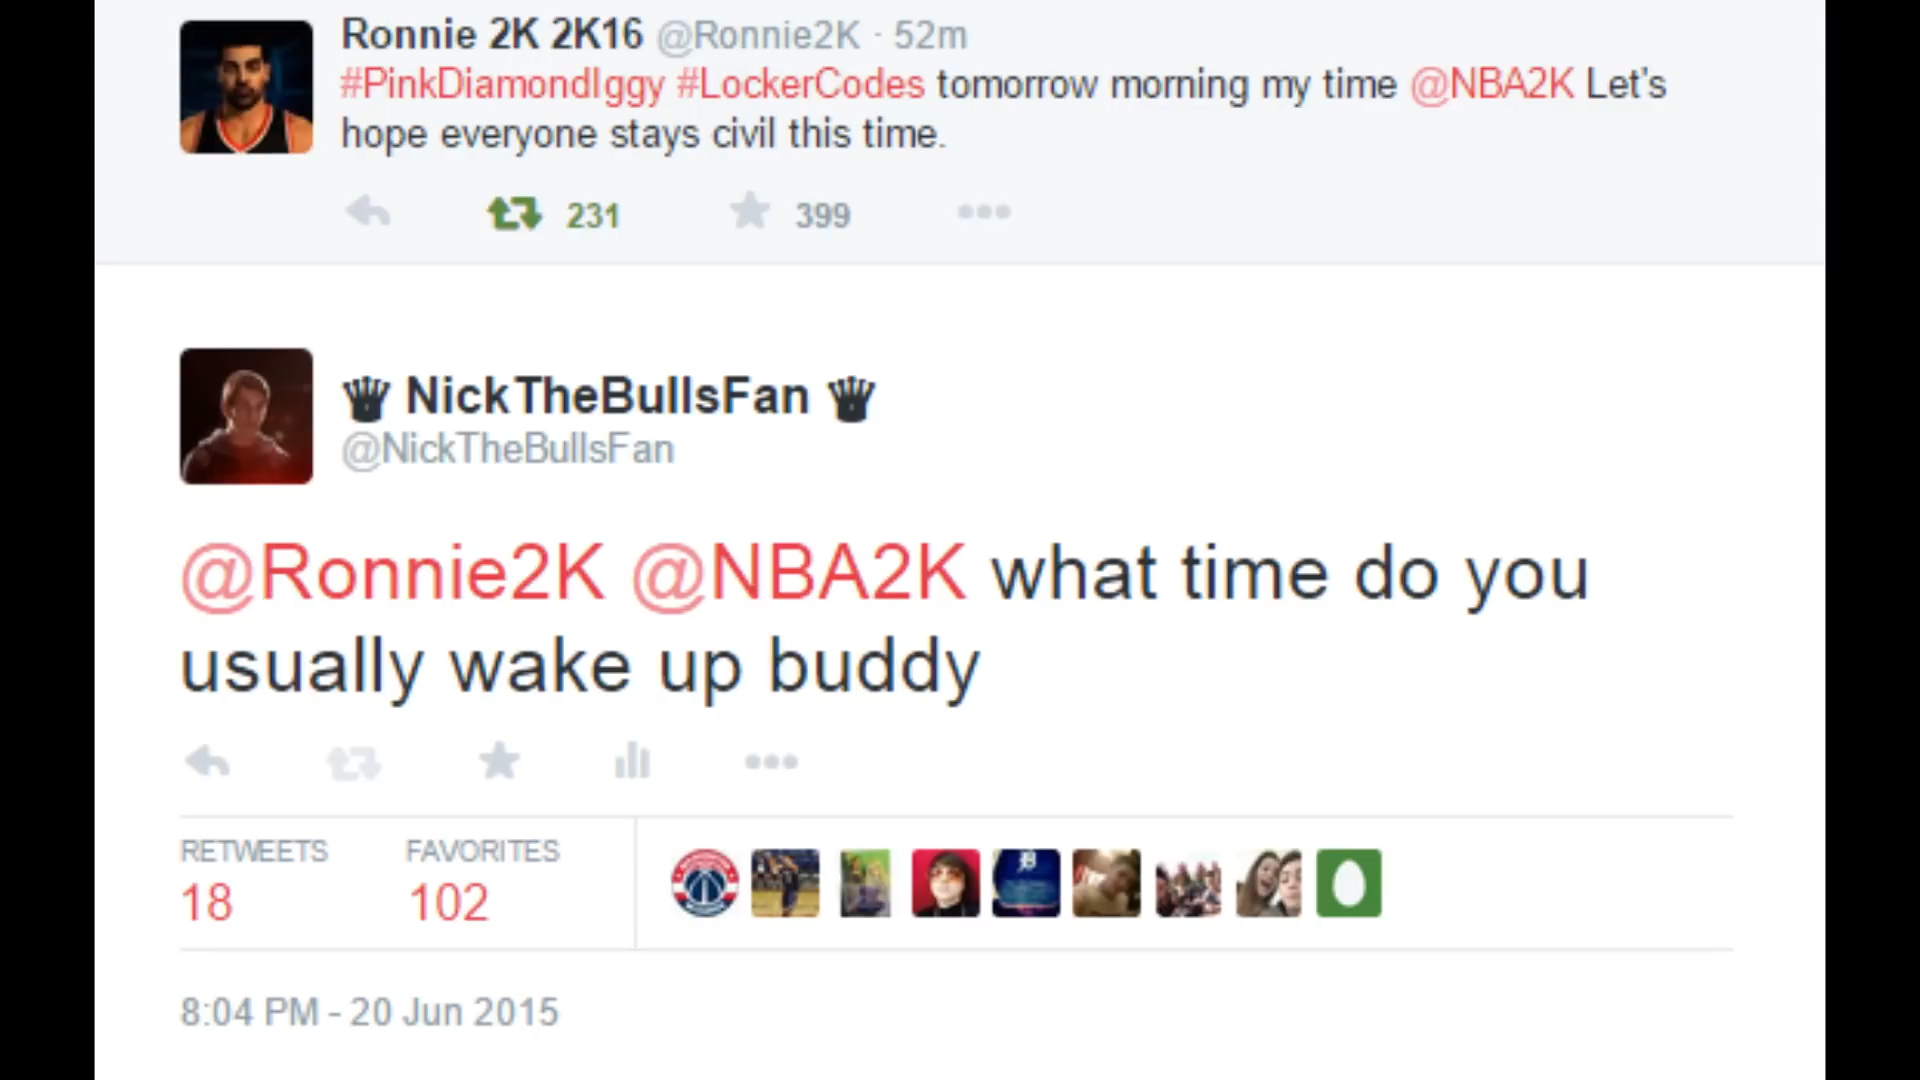 Ronnie 2K 2K16 @Ronnie2K · 52m
#PinkDiamondIggy #LockerCodes tomorrow morning my time @NBA2K Let's
hope everyone stays civil this time.
231 399
NickTheBullsFan
@NickTheBullsFan
@Ronnie2K @NBA2K what time do you
usually wake up buddy
RETWEETS FAVORITES
18 102
8:04 PM - 20 Jun 2015